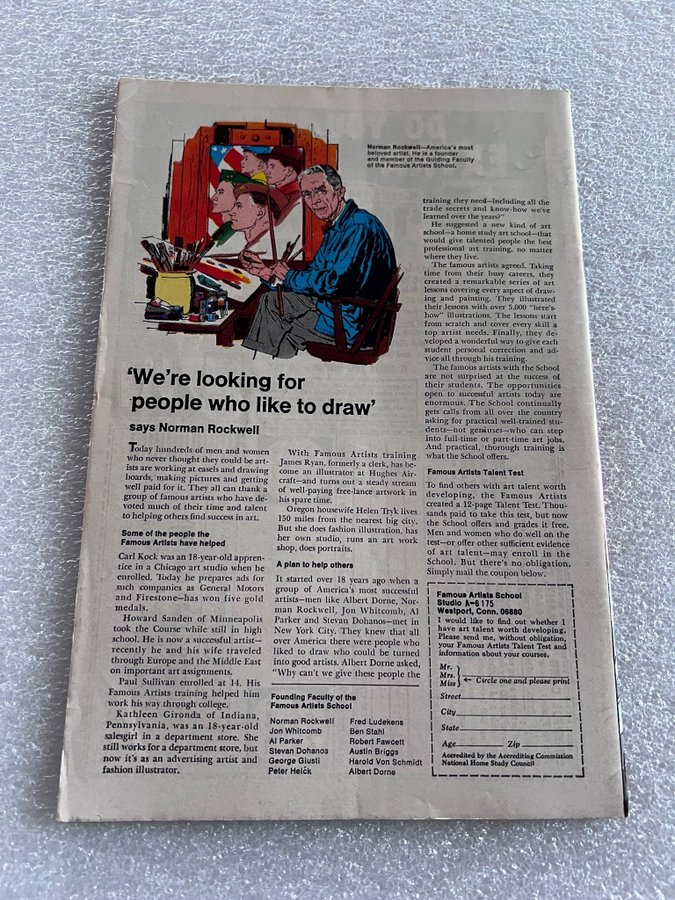 Norman Rockwell—America's most
beloved artist. He is a founder
and member of the Guiding Faculty
of the Famous Artists School.
'We're looking for
people who like to draw'
says Norman Rockwell
Today hundreds of men and women
who never thought they could be art-
ists are working at easels and drawing
boards, making pictures and getting
well paid for it. They all can thank a
group of famous artists who have de-
voted much of their time and talent
to helping others find success in art.
Some of the people the
Famous Artists have helped
Carl Kock was an 18-year-old appren-
tice in a Chicago art studio when he
enrolled. Today he prepares ads for
such companies as General Motors
and Firestone—has won five gold
medals.
Howard Sanden of Minneapolis
took the Course while still in high
school. He is now a successful artist—
recently he and his wife traveled
through Europe and the Middle East
on important art assignments.
Paul Sullivan enrolled at 14. His
Famous Artists training helped him
work his way through college.
Kathleen Gironda of Indiana,
Pennsylvania, was an 18-year-old
salesgirl in a department store. She
still works for a department store, but
now it's as an advertising artist and
fashion illustrator.
With Famous Artists training
James Ryan, formerly a clerk, has be-
come an illustrator at Hughes Air-
craft—and turns out a steady stream
of well-paying free-lance artwork in
his spare time.
Oregon housewife Helen Tryk lives
150 miles from the nearest big city.
But she does fashion illustration, has
her own studio, runs an art work
shop, does portraits.
A plan to help others
It started over 18 years ago when a
group of America's most successful
artists—men like Albert Dorne, Nor-
man Rockwell, Jon Whitcomb, Al
Parker and Stevan Dohanos—met in
New York City. They knew that all
over America there were people who
liked to draw who could be turned
into good artists. Albert Dorne asked,
"Why can't we give these people the
Founding Faculty of the
Famous Artists School
Norman Rockwell
Jon Whitcomb
Al Parker
Stevan Dohanos
George Giusti
Peter Helck
Fred Ludekens
Ben Stahl
Robert Fawcett
Austin Briggs
Harold Von Schmidt
Albert Dorne
training they need—including all the
trade secrets and know-how we've
learned over the years?"
He suggested a new kind of art
school—a home study art school—that
would give talented people the best
professional art training, no matter
where they live.
The famous artists agreed. Taking
time from their busy careers, they
created a remarkable series of art
lessons covering every aspect of draw-
ing and painting. They illustrated
their lessons with over 5,000 "here's-
how" illustrations. The lessons start
from scratch and cover every skill a
top artist needs. Finally, they de-
veloped a wonderful way to give each
student personal correction and ad-
vice all through his training.
The famous artists with the School
are not surprised at the success of
their students. The opportunities
open to successful artists today are
enormous. The School continually
gets calls from all over the country
asking for practical well-trained stu-
dents—not geniuses—who can step
into full-time or part-time art jobs.
And practical, thorough training is
what the School offers.
Famous Artists Talent Test
To find others with art talent worth
developing, the Famous Artists
created a 12-page Talent Test. Thou-
sands paid to take this test, but now
the School offers and grades it free.
Men and women who do well on the
test—or offer other sufficient evidence
of art talent—may enroll in the
School. But there's no obligation.
Simply mail the coupon below.
Famous Artists School
Studio A-6175
Westport, Conn. 06880
I would like to find out whether I
have art talent worth developing.
Please send me, without obligation,
your Famous Artists Talent Test and
information about your courses.
Mr.
Mrs.
Miss
← Circle one and please print
Street
City
State
Age Zip
Accredited by the Accrediting Commission
National Home Study Council